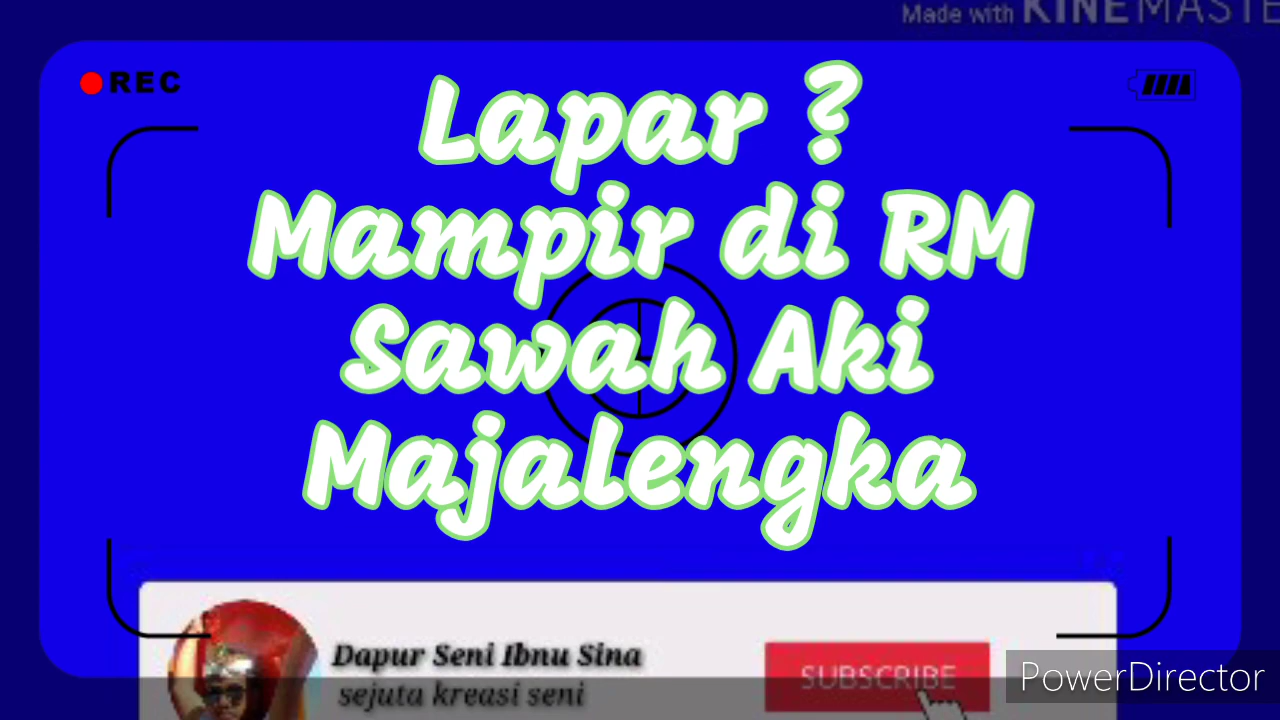 Made with KINEMASTE
REC
Lapar ?
Mampir di RM
Sawah Aki
Majalengka
Dapur Seni Ibnu Sina
sejuta kreasi seni
SUBSCRIBE
PowerDirector